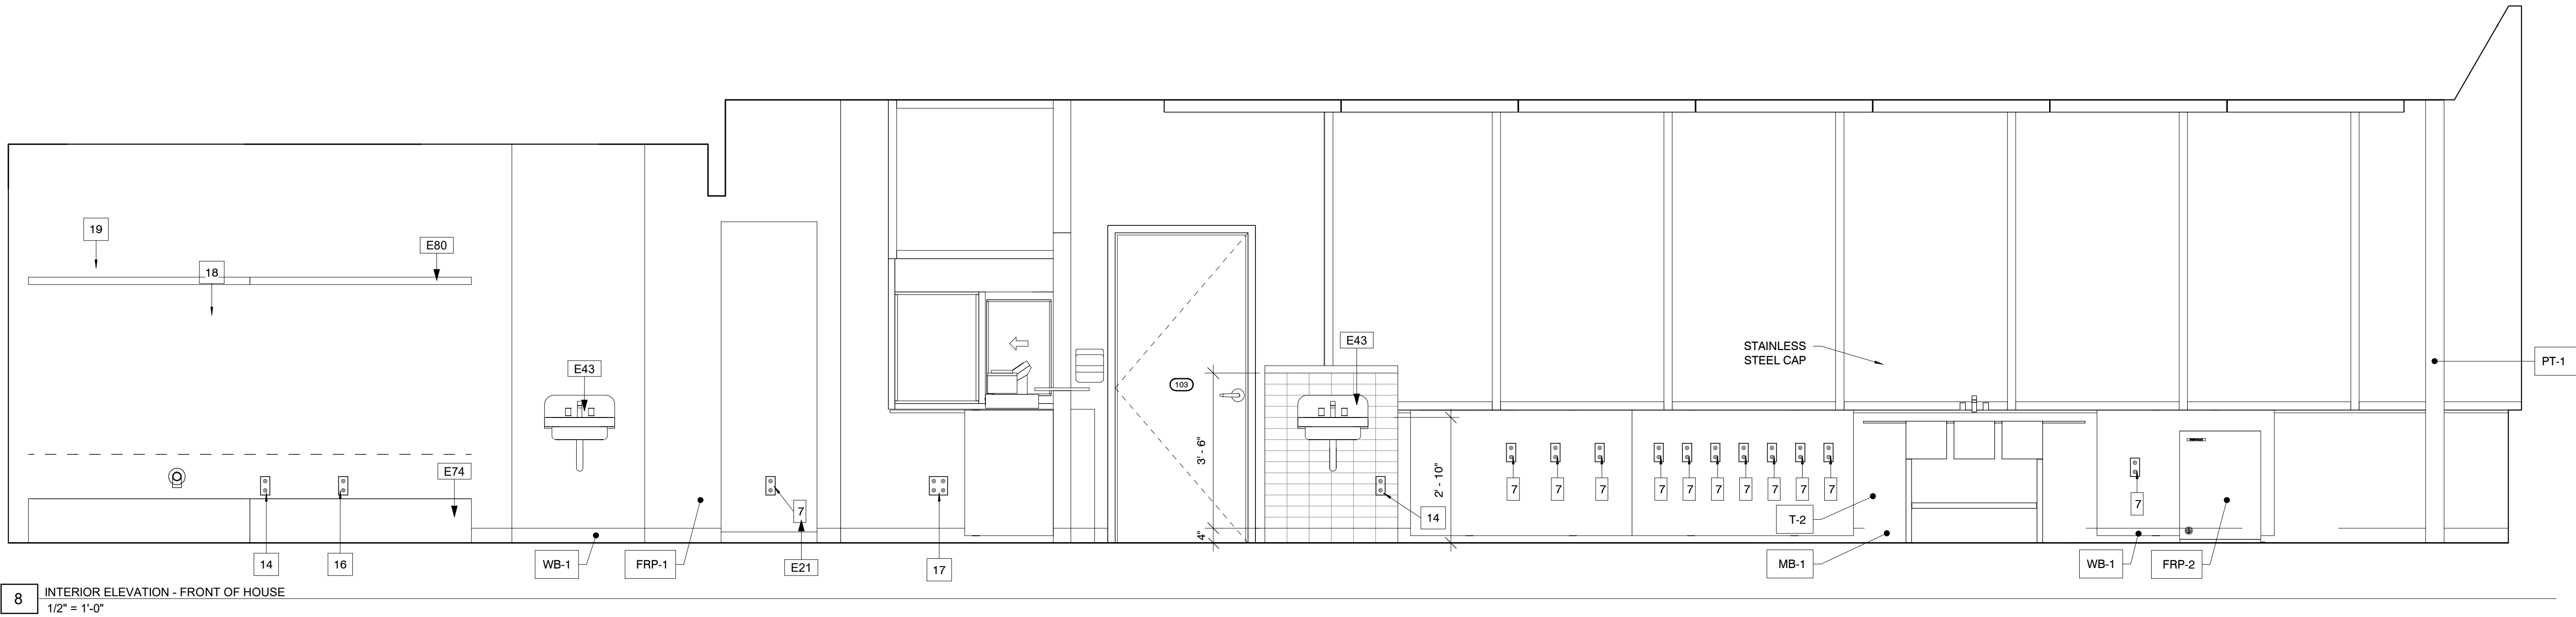 19
18
E80
E43
E43
STAINLESS
STEEL CAP
PT-1
103
3' - 6"
2' - 10"
4"
E74
7
7 7 7 7 7 7 7 7 7 7
7
14
T-2
14
16
WB-1
FRP-1
E21
17
MB-1
WB-1
FRP-2
8
INTERIOR ELEVATION - FRONT OF HOUSE
1/2" = 1'-0"